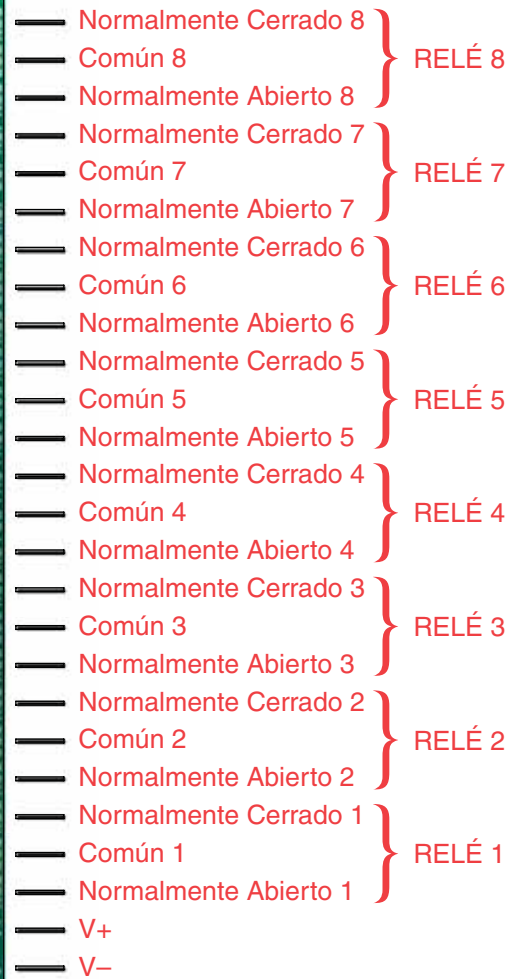 Normalmente Cerrado 8
Común 8 RELÉ 8
Normalmente Abierto 8
Normalmente Cerrado 7
Común 7 RELÉ 7
Normalmente Abierto 7
Normalmente Cerrado 6
Común 6 RELÉ 6
Normalmente Abierto 6
Normalmente Cerrado 5
Común 5 RELÉ 5
Normalmente Abierto 5
Normalmente Cerrado 4
Común 4 RELÉ 4
Normalmente Abierto 4
Normalmente Cerrado 3
Común 3 RELÉ 3
Normalmente Abierto 3
Normalmente Cerrado 2
Común 2 RELÉ 2
Normalmente Abierto 2
Normalmente Cerrado 1
Común 1 RELÉ 1
Normalmente Abierto 1
V+
V–